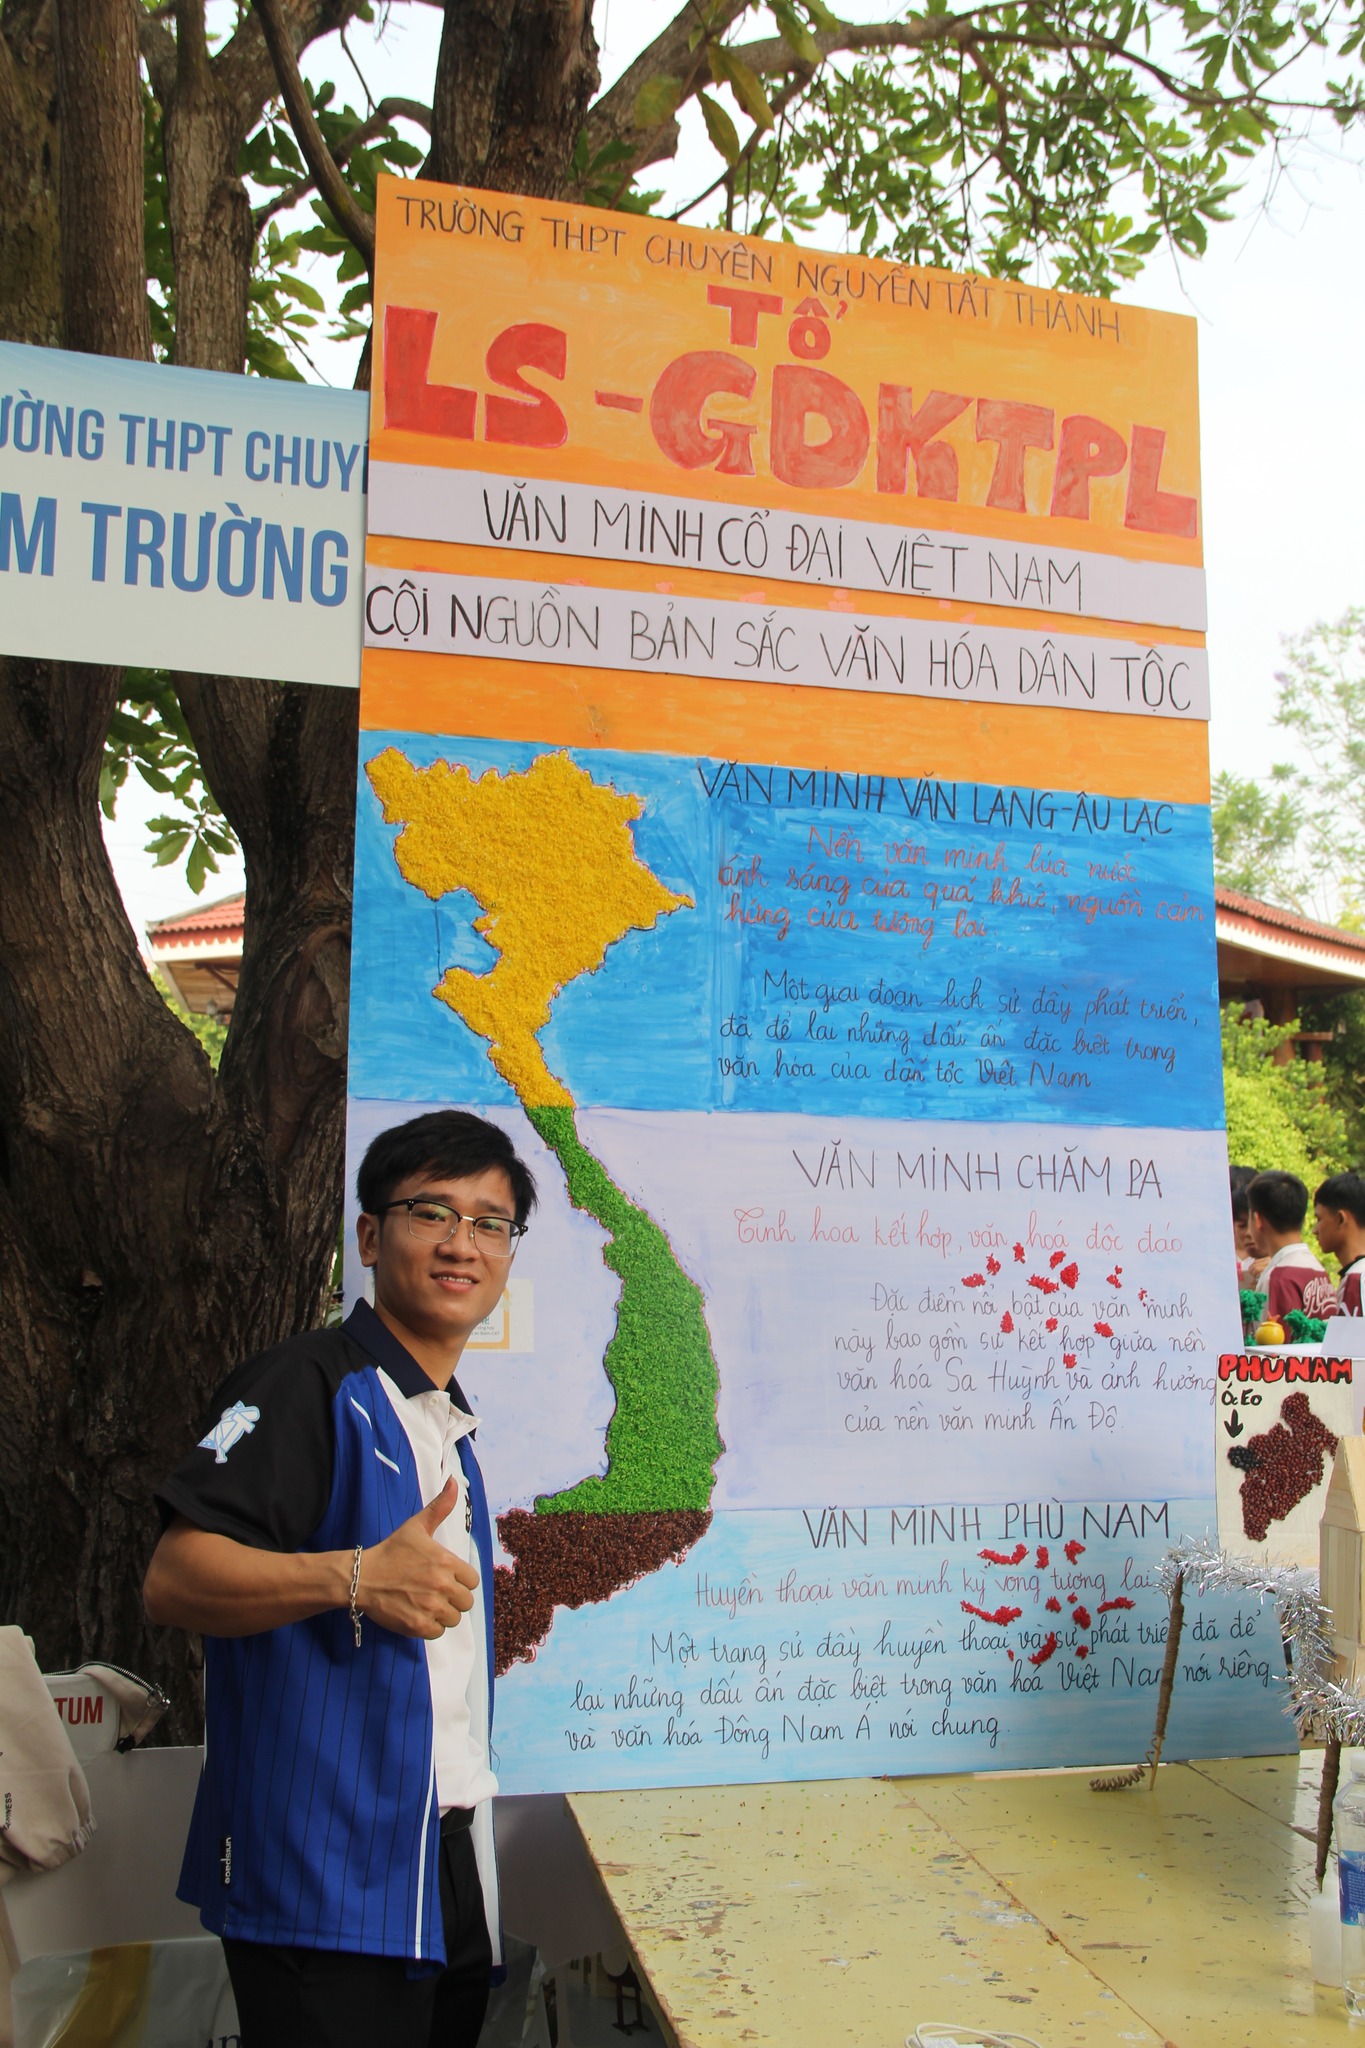 TRƯỜNG THPT CHUYÊN NGUYỄN TẤT THÀNH
TỔ
LS-GDKTPL
VĂN MINH CỔ ĐẠI VIỆT NAM
CỘI NGUỒN BẢN SẮC VĂN HÓA DÂN TỘC
ƯỜNG THPT CHUY
M TRƯỜNG
VĂN MINH VĂN LANG-ÂU LẠC
Nền văn minh lúa nước
ánh sáng của quá khứ, nguồn cảm
hứng của tương lai
Một giai đoạn lịch sử đầy phát triển,
đã để lại những dấu ấn đặc biệt trong
văn hóa của dân tộc Việt Nam
VĂN MINH CHĂM PA
Tinh hoa kết hợp, văn hoá độc đáo
Đặc điểm nổi bật của văn minh
này bao gồm sự kết hợp giữa nền
văn hóa Sa Huỳnh và ảnh hưởng
của nền văn minh Ấn Độ.
PHÙ NAM
Óc Eo
VĂN MINH PHÙ NAM
Huyền thoại văn minh kỳ vọng tương lai
Một trang sử đầy huyền thoại và sự phát triển đã để
lại những dấu ấn đặc biệt trong văn hoá Việt Nam nói riêng
và văn hóa Đông Nam Á nói chung.
TUM
unispace